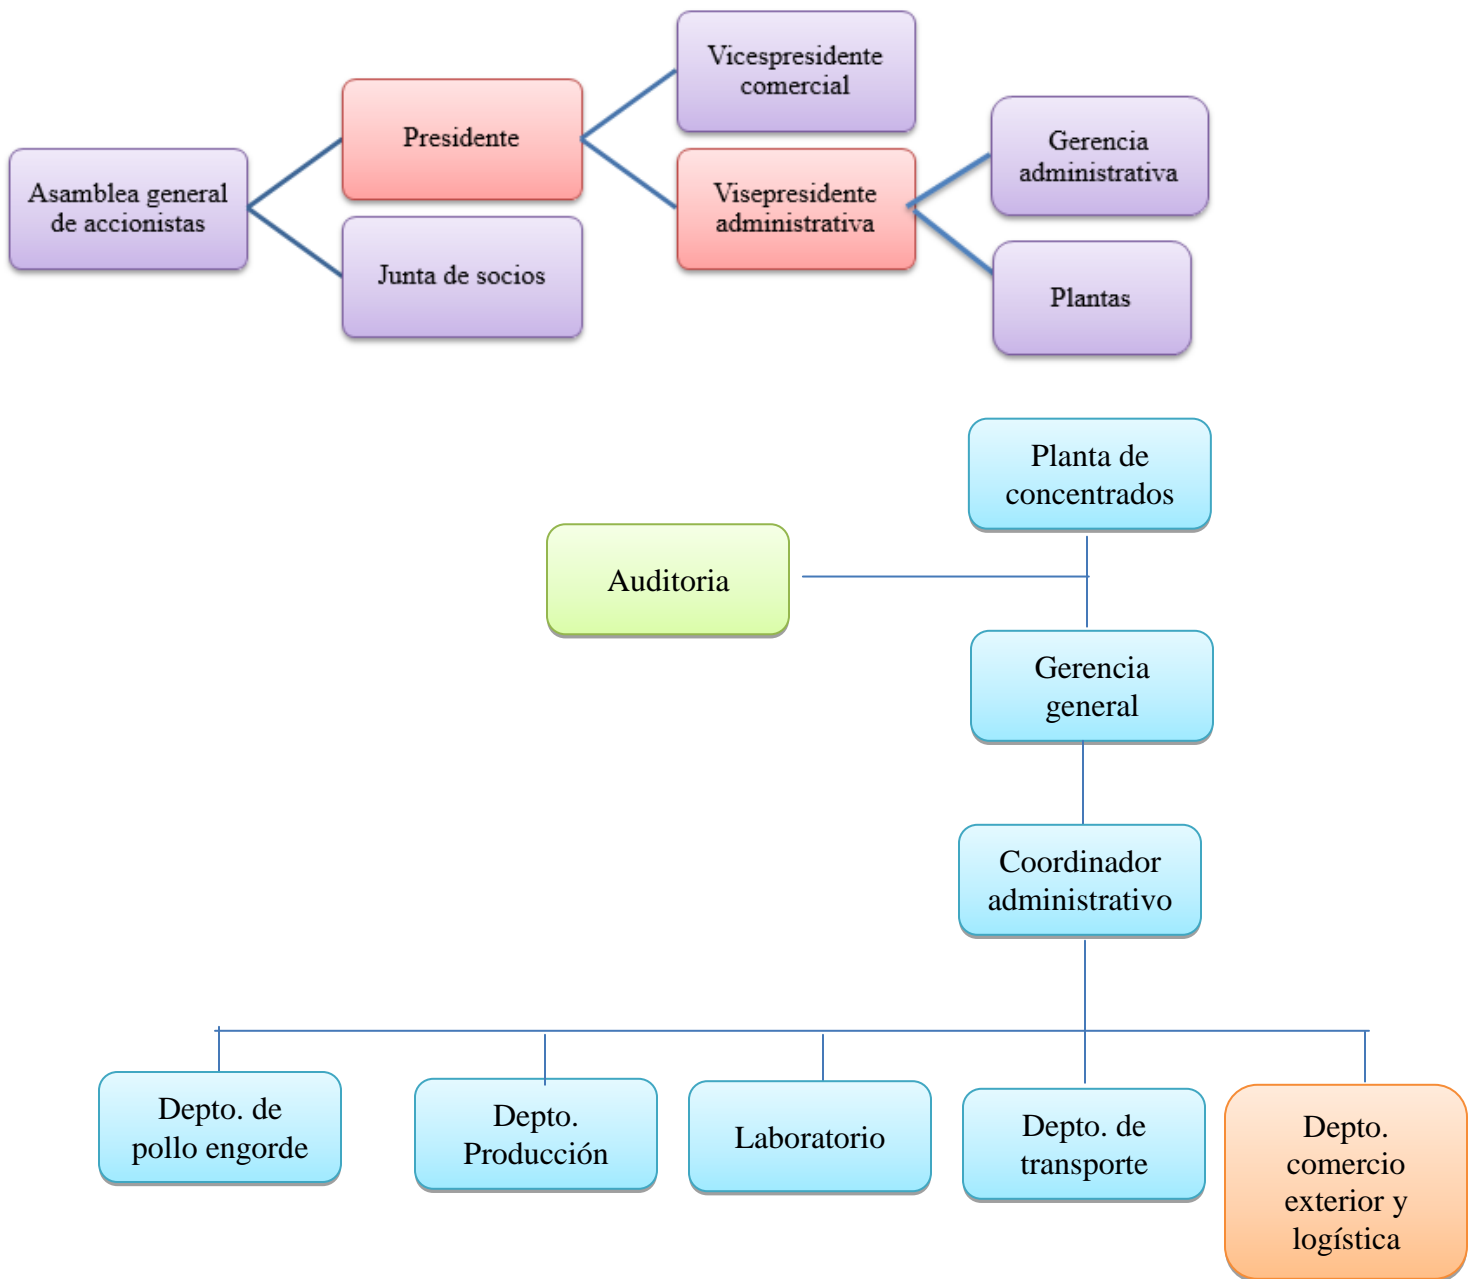 Asamblea general
de accionistas
Presidente
Junta de socios
Vicespresidente
comercial
Visepresidente
administrativa
Gerencia
administrativa
Plantas
Planta de
concentrados
Auditoria
Gerencia
general
Coordinador
administrativo
Depto. de
pollo engorde
Depto.
Producción
Laboratorio
Depto. de
transporte
Depto.
comercio
exterior y
logística